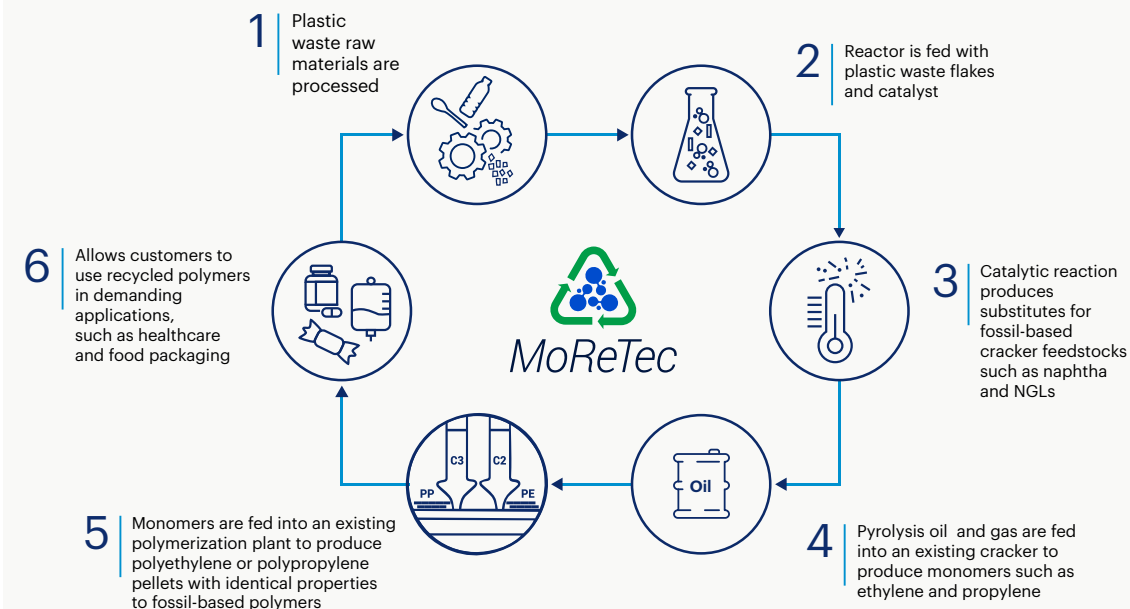 1
Plastic
waste raw
materials are
processed
2
Reactor is fed with
plastic waste flakes
and catalyst
3
Catalytic reaction
produces
substitutes for
fossil-based
cracker feedstocks
such as naphtha
and NGLs
4
Pyrolysis oil  and gas are fed
into an existing cracker to
produce monomers such as
ethylene and propylene
Oil
5
Monomers are fed into an existing
polymerization plant to produce
polyethylene or polypropylene
pellets with identical properties
to fossil-based polymers
C3
C2
PP
PE
6
Allows customers to
use recycled polymers
in demanding
applications,
such as healthcare
and food packaging
MoReTec